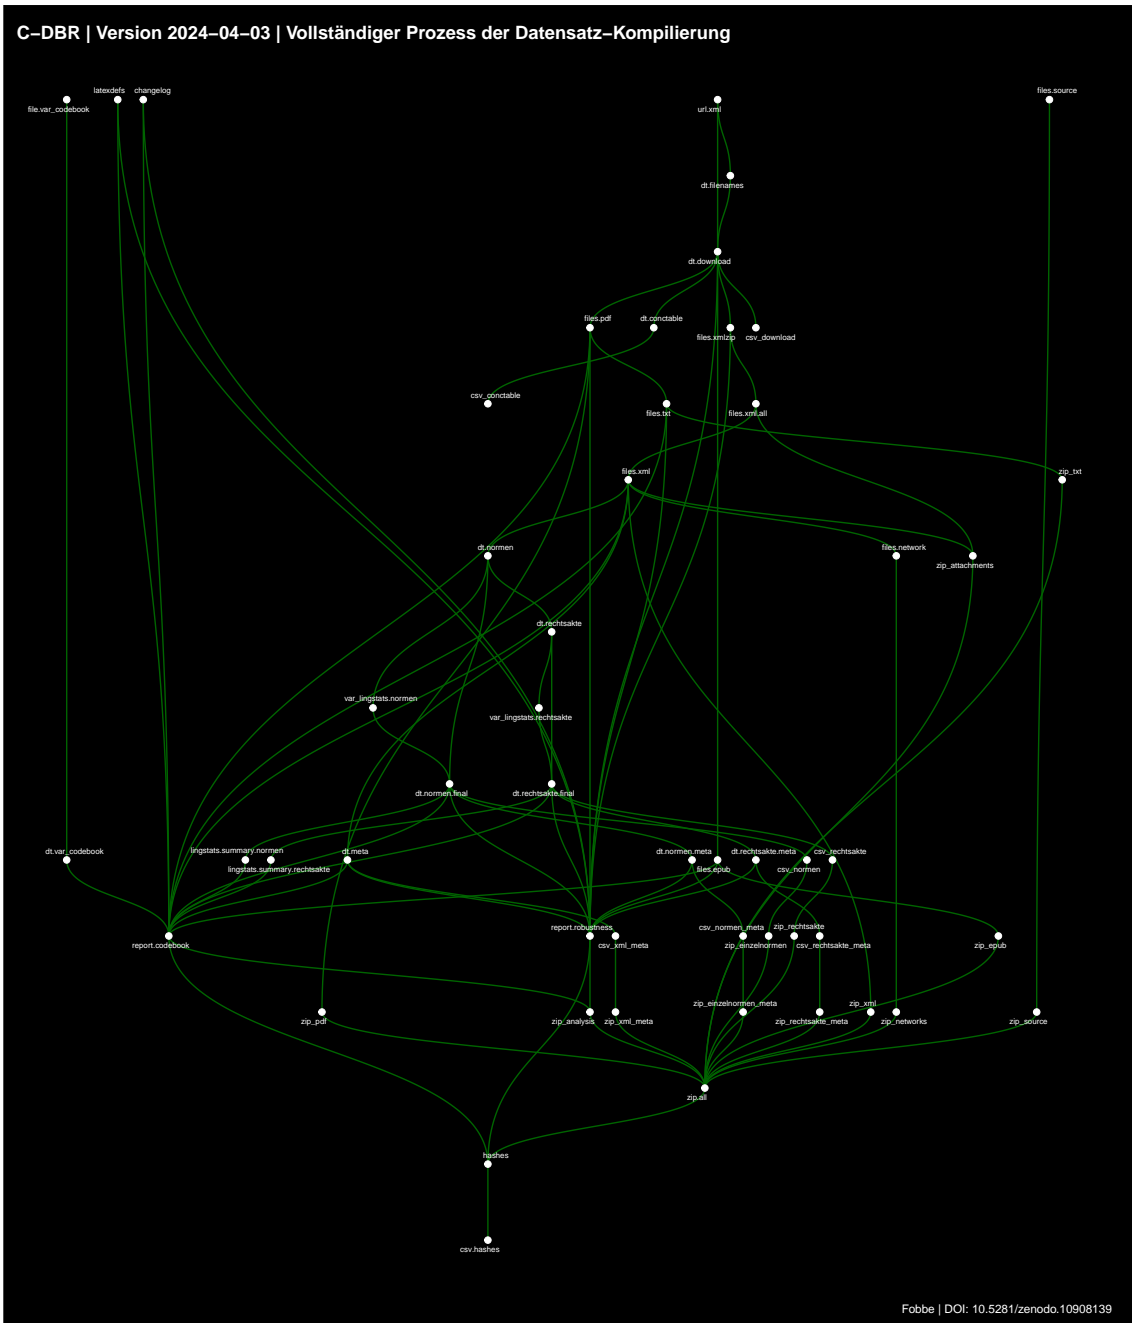 C–DBR | Version 2024–04–03 | Vollständiger Prozess der Datensatz–Kompilierung
latexdefs
changelog
files.source
file.var_codebook
url.xml
dt.filenames
dt.download
files.pdf
dt.conctable
files.xmlzip
csv_download
csv_conctable
files.txt
files.xml.all
files.xml
zip_txt
dt.normen
files.network
zip_attachments
dt.rechtsakte
var_lingstats.normen
var_lingstats.rechtsakte
dt.normen.final
dt.rechtsakte.final
dt.var_codebook
lingstats.summary.normen
lingstats.summary.rechtsakte
dt.meta
dt.normen.meta
files.epub
dt.rechtsakte.meta
csv_normen
csv_rechtsakte
report.codebook
report.robustness
csv_xml_meta
csv_normen_meta
zip_einzelnormen
zip_rechtsakte
csv_rechtsakte_meta
zip_epub
zip_pdf
zip_analysis
zip_xml_meta
zip_einzelnormen_meta
zip_rechtsakte_meta
zip_xml
zip_networks
zip_source
zip.all
hashes
csv.hashes
Fobbe | DOI: 10.5281/zenodo.10908139